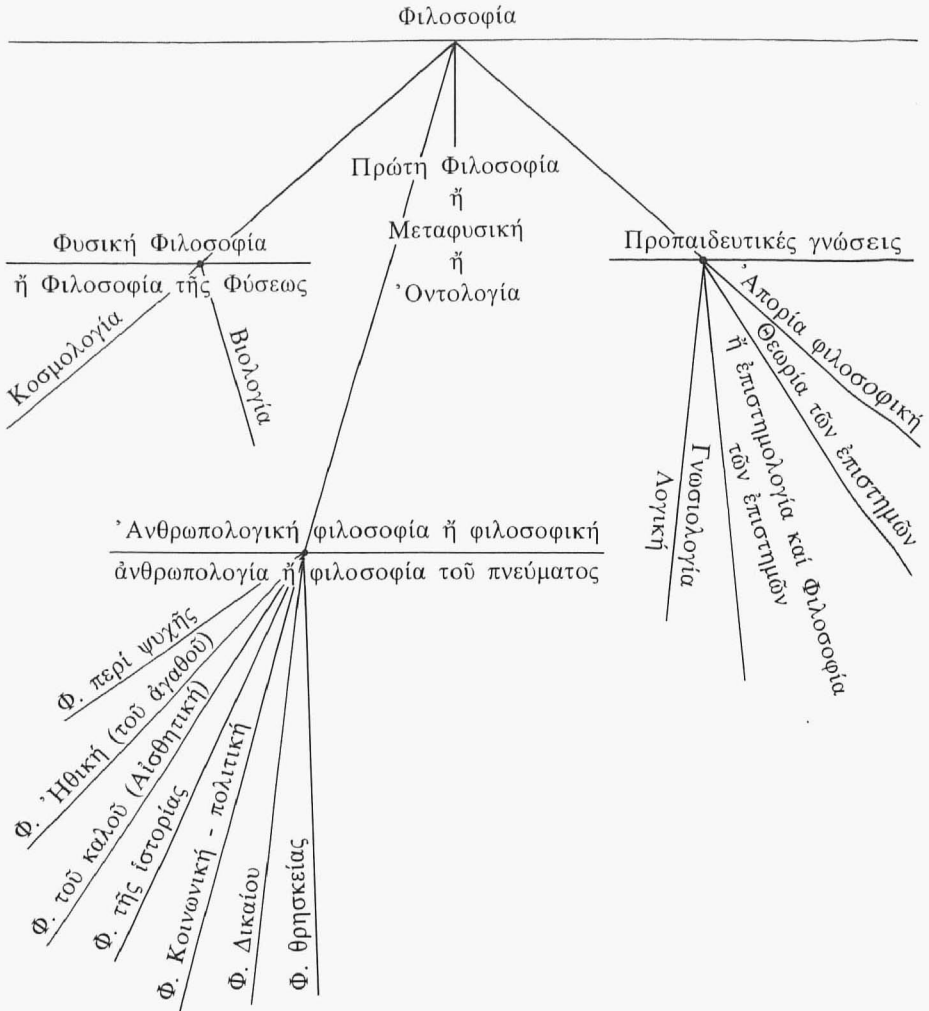 Φιλοσοφία
Πρώτη Φιλοσοφία
ἤ
Μεταφυσική
ἤ
Ὀντολογία
Φυσική Φιλοσοφία
ἤ Φιλοσοφία τῆς Φύσεως
Κοσμολογία
Βιολογία
Προπαιδευτικές γνώσεις
Ἀπορία φιλοσοφική
Θεωρία τῶν ἐπιστημῶν
ἤ ἐπιστημολογία καί Φιλοσοφία
τῶν ἐπιστημῶν
Γνωσιολογία
Λογική
Ἀνθρωπολογική φιλοσοφία ἤ φιλοσοφική
ἀνθρωπολογία ἤ φιλοσοφία τοῦ πνεύματος
Φ. περί ψυχῆς
Φ. Ἠθική (τοῦ ἀγαθοῦ)
Φ. τοῦ καλοῦ (Αἰσθητική)
Φ. τῆς ἱστορίας
Φ. Κοινωνική - πολιτική
Φ. Δικαίου
Φ. θρησκείας